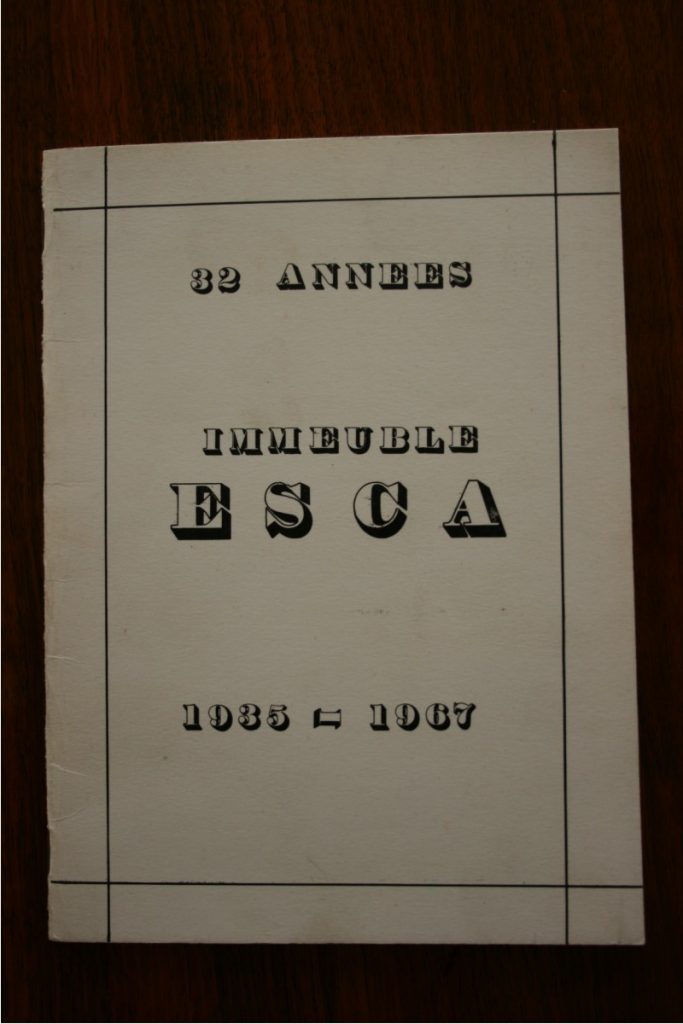 32 ANNEES
IMMEUBLE
ESCA
1935 - 1967